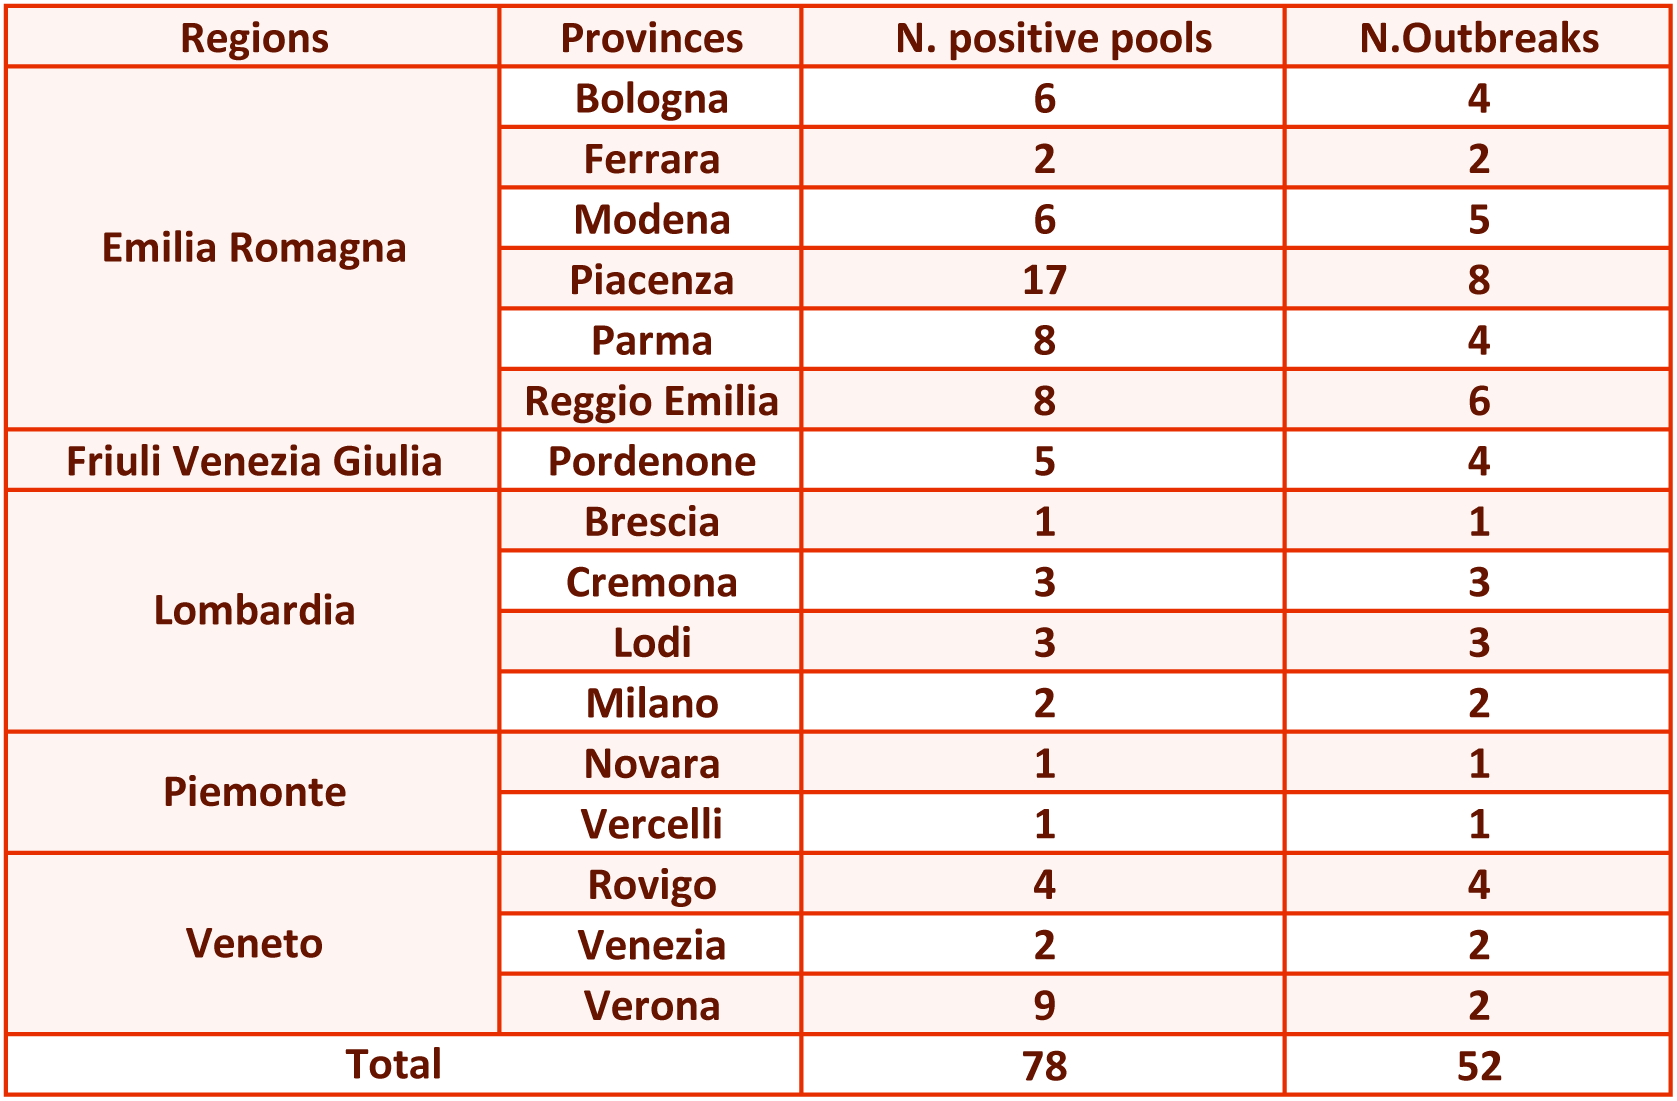 Regions Provinces N. positive pools N.Outbreaks
Bologna 6 4
Ferrara 2 2
Modena 6 5
Emilia Romagna
Piacenza 17 8
Parma 8 4
Reggio Emilia 8 6
Friuli Venezia Giulia Pordenone 5 4
Brescia 1 1
Cremona 3 3
Lombardia
Lodi 3 3
Milano 2 2
Novara 1 1
Piemonte
Vercelli 1 1
Rovigo 4 4
Veneto Venezia 2 2
Verona 9 2
Total 78 52